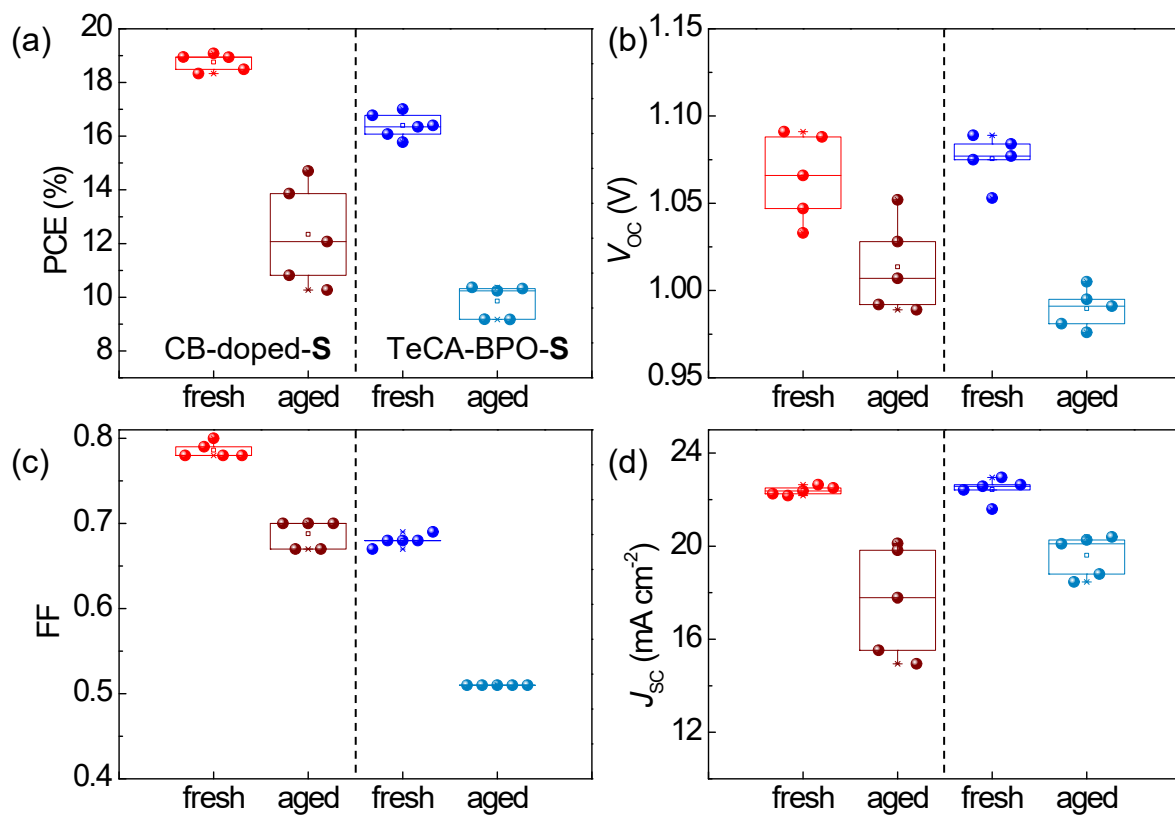 (a)
PCE (%)
20
18
16
14
12
10
8
CB-doped-S
TeCA-BPO-S
fresh aged fresh aged
(b)
VOC (V)
1.15
1.10
1.05
1.00
0.95
fresh aged fresh aged
(c)
FF
0.8
0.7
0.6
0.5
0.4
fresh aged fresh aged
(d)
JSC (mA cm-2)
24
20
16
12
fresh aged fresh aged